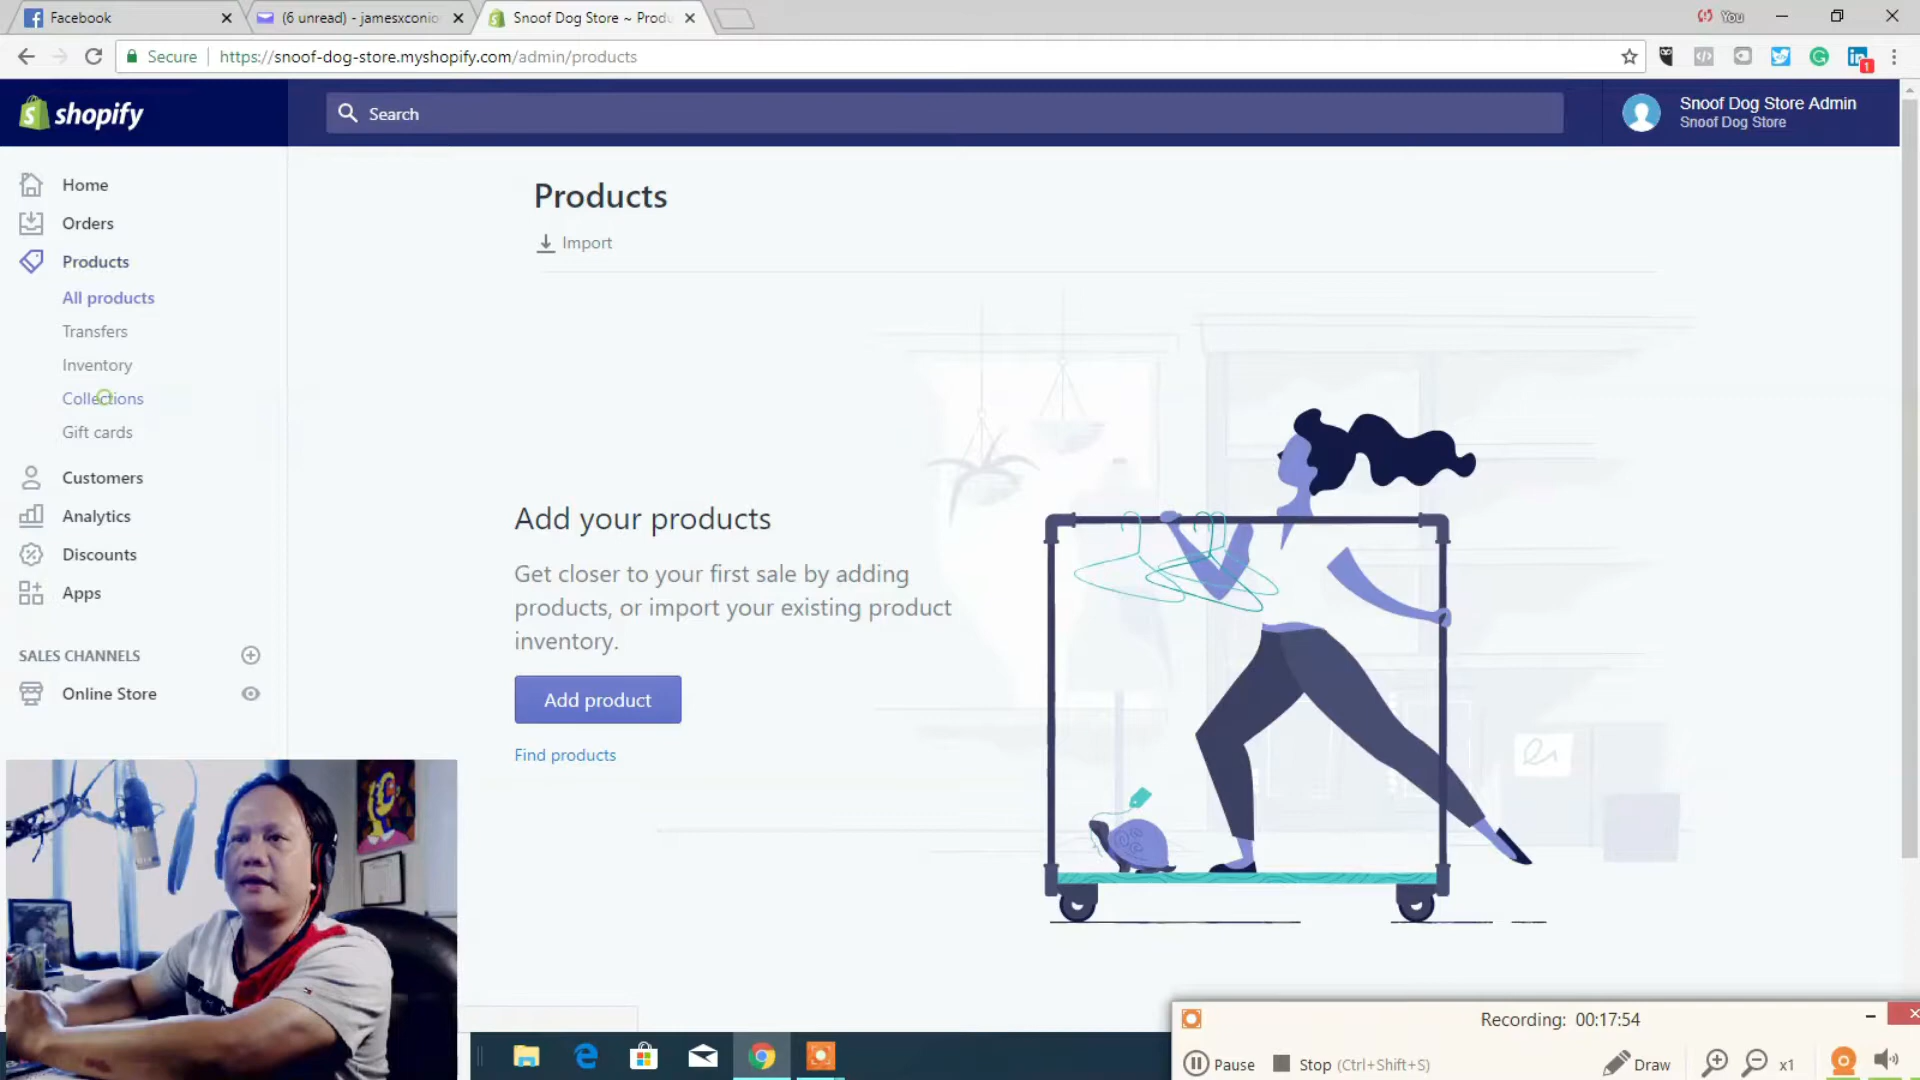 Facebook
(6 unread) - jamesxconio
Snoof Dog Store ~ Produ
You
Secure
https://snoof-dog-store.myshopify.com/admin/products
1
shopify
Search
Snoof Dog Store Admin
Snoof Dog Store
Home
Orders
Products
All products
Transfers
Inventory
Collections
Gift cards
Customers
Analytics
Discounts
Apps
SALES CHANNELS
Online Store
Products
Import
Add your products
Get closer to your first sale by adding
products, or import your existing product
inventory.
Add product
Find products
Recording: 00:17:54
Pause
Stop (Ctrl+Shift+S)
Draw
x1